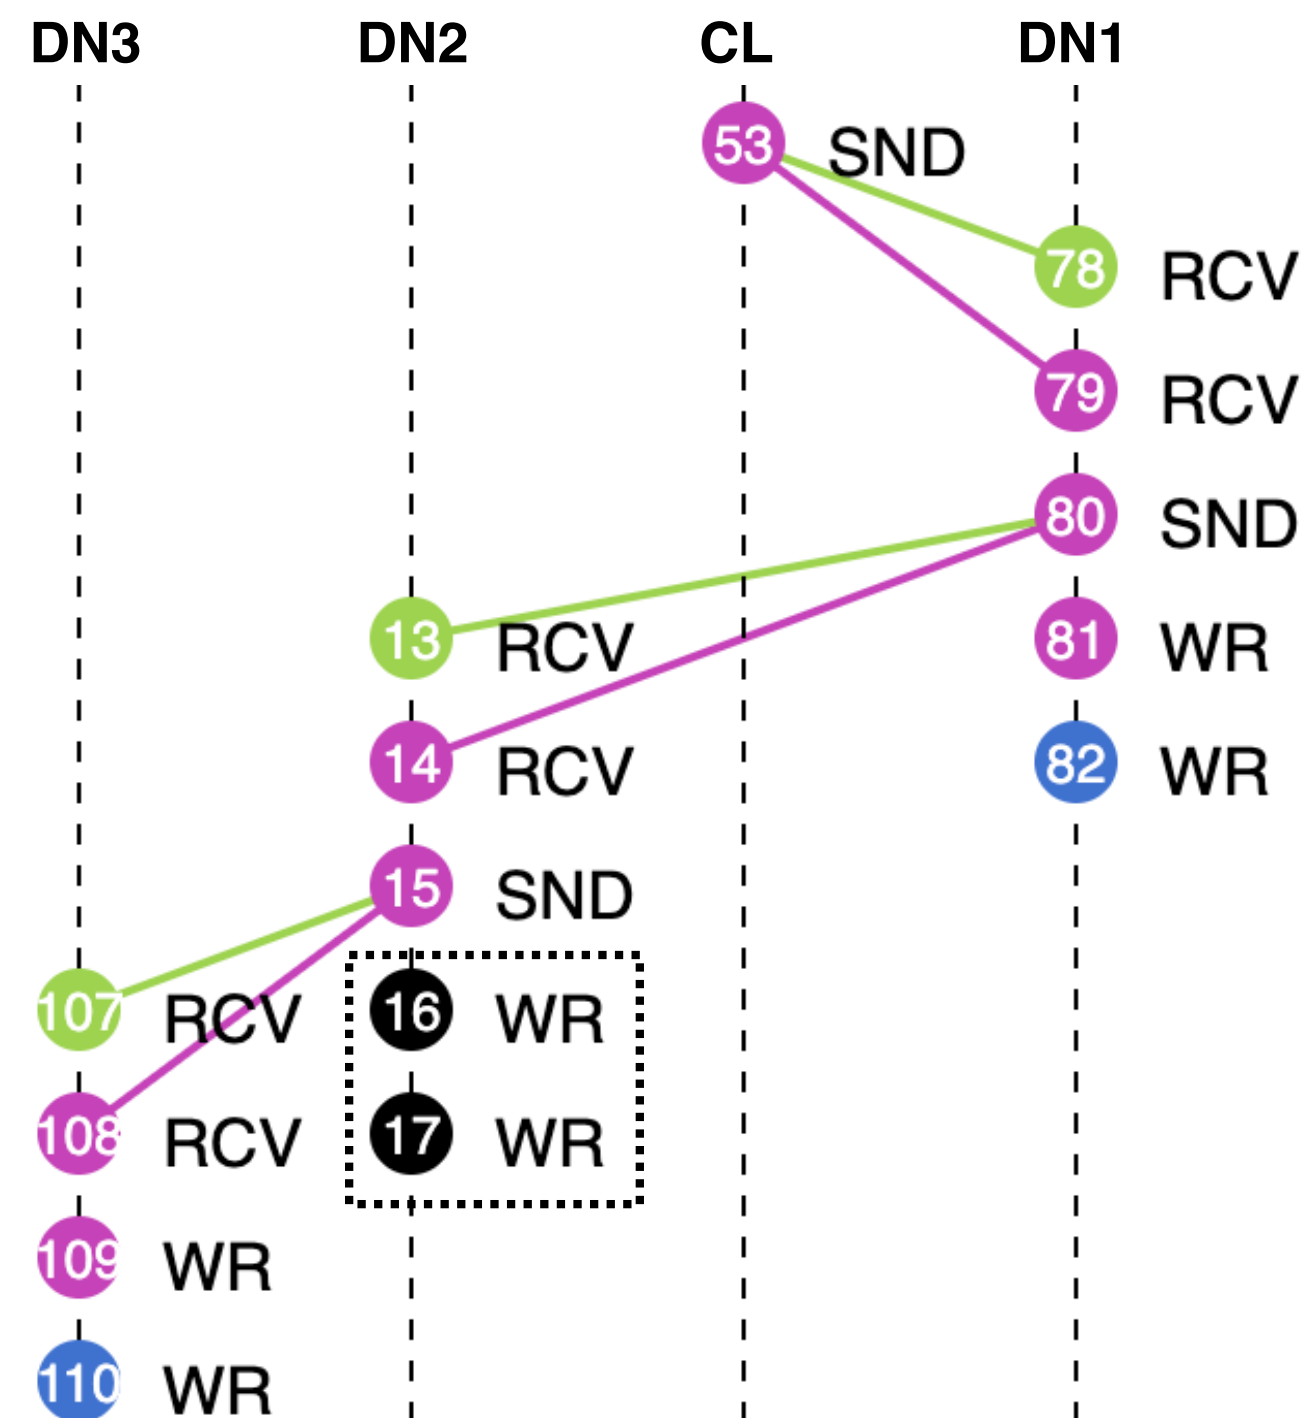 DN3 DN2 CL DN1
53 SND
78 RCV
79 RCV
80 SND
13 RCV 81 WR
14 RCV 82 WR
15 SND
107 RCV 16 WR
108 RCV 17 WR
109 WR
110 WR